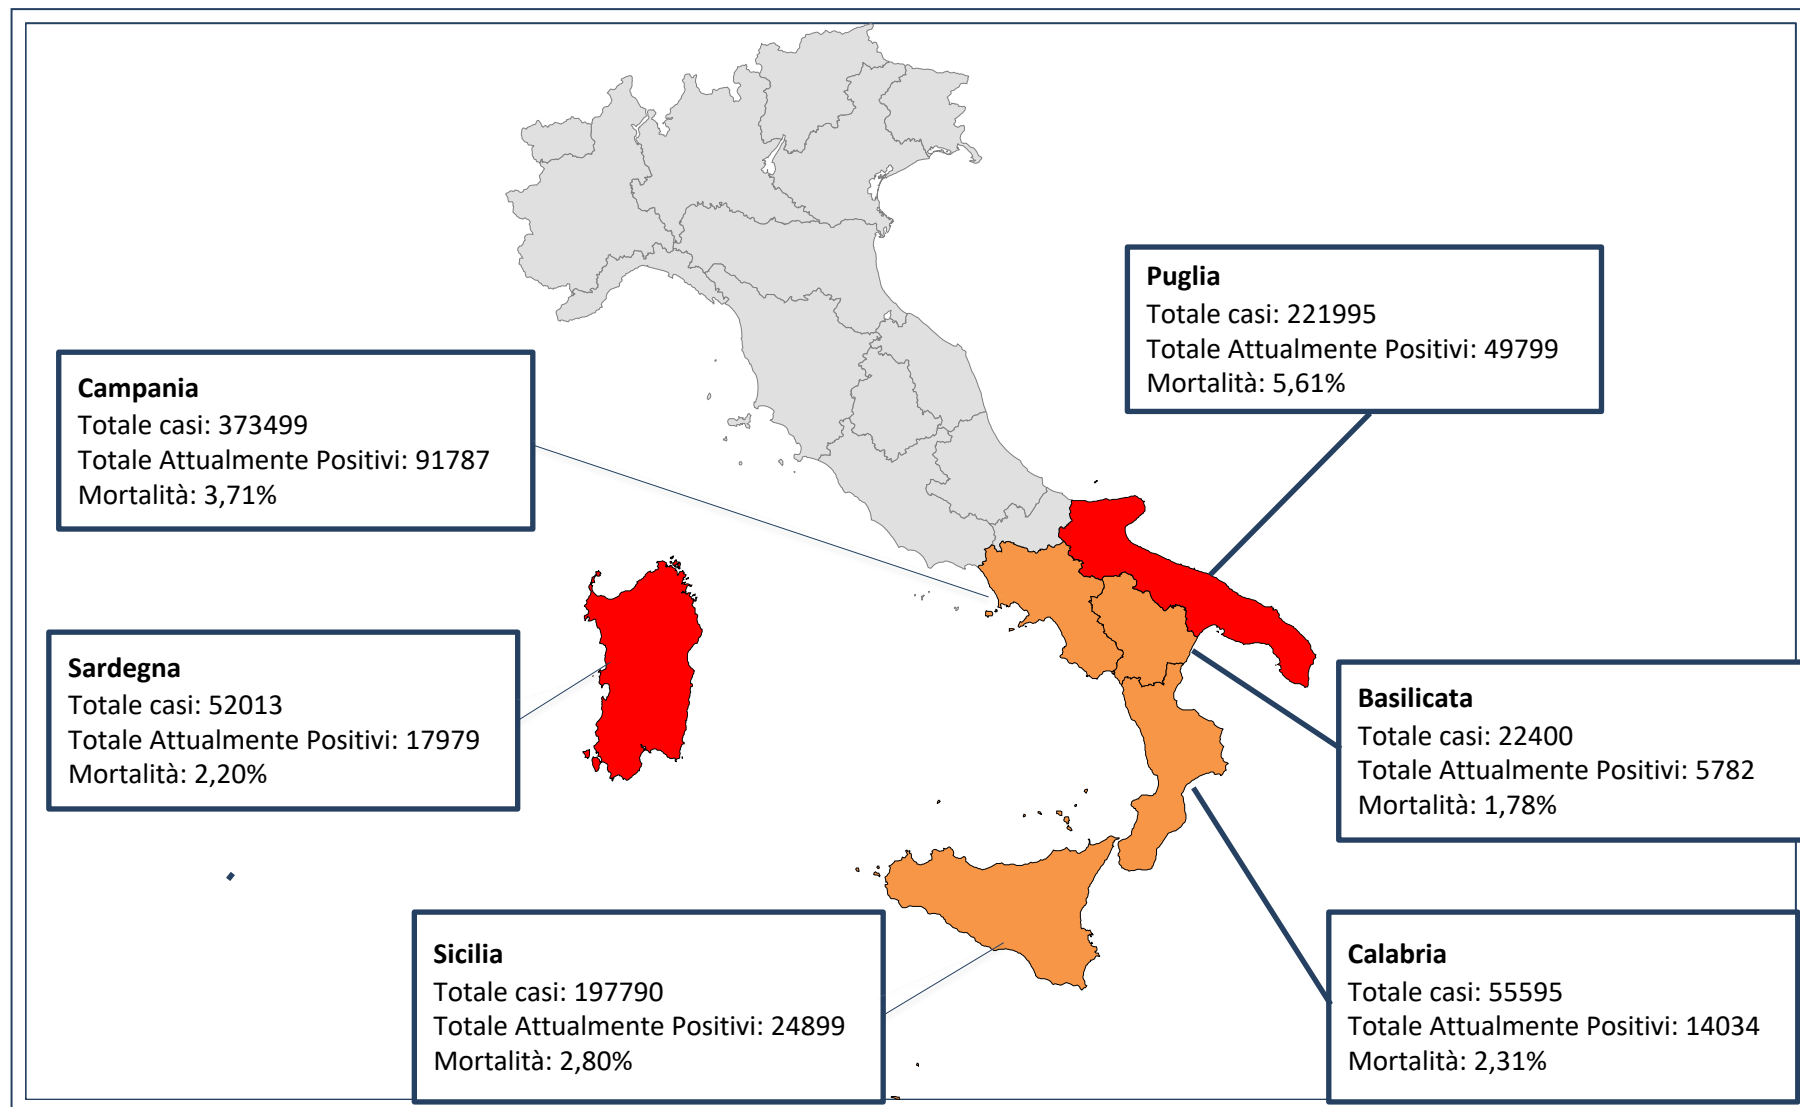 Puglia
Totale casi: 221995
Totale Attualmente Positivi: 49799
Mortalità: 5,61%
Campania
Totale casi: 373499
Totale Attualmente Positivi: 91787
Mortalità: 3,71%
Sardegna
Totale casi: 52013
Totale Attualmente Positivi: 17979
Mortalità: 2,20%
Basilicata
Totale casi: 22400
Totale Attualmente Positivi: 5782
Mortalità: 1,78%
Sicilia
Totale casi: 197790
Totale Attualmente Positivi: 24899
Mortalità: 2,80%
Calabria
Totale casi: 55595
Totale Attualmente Positivi: 14034
Mortalità: 2,31%